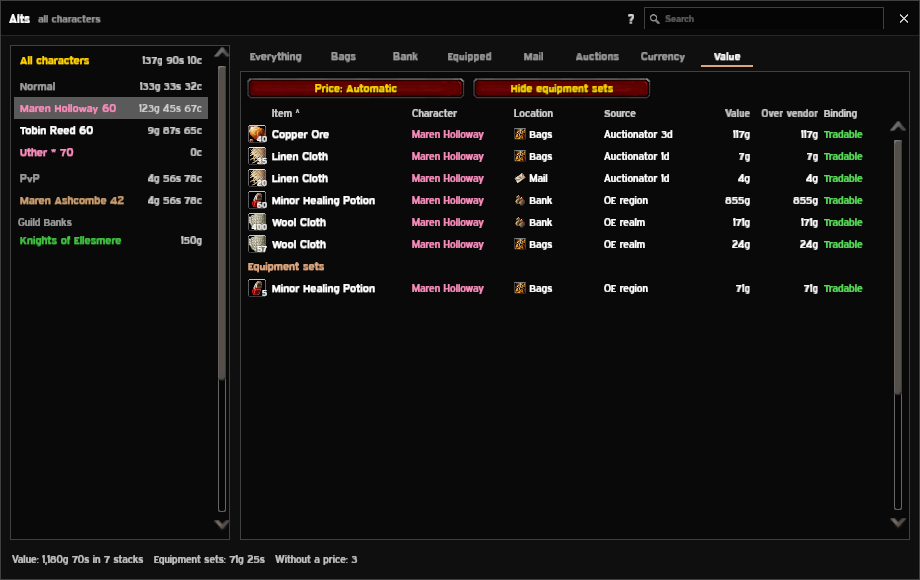 Alts all characters ? Search
All characters 137g 90s 10c
Normal 133g 33s 32c
Maren Holloway 60 123g 45s 67c
Tobin Reed 60 9g 87s 65c
Uther * 70 0c
PvP 4g 56s 78c
Maren Ashcombe 42 4g 56s 78c
Guild Banks
Knights of Ellesmere 150g
Everything Bags Bank Equipped Mail Auctions Currency Value
Price: Automatic Hide equipment sets
Item ^ Character Location Source Value Over vendor Binding
40 Copper Ore Maren Holloway Bags Auctionator 3d 117g 117g Tradable
35 Linen Cloth Maren Holloway Bags Auctionator 1d 7g 7g Tradable
20 Linen Cloth Maren Holloway Mail Auctionator 1d 4g 4g Tradable
60 Minor Healing Potion Maren Holloway Bank OE region 855g 855g Tradable
400 Wool Cloth Maren Holloway Bank OE realm 171g 171g Tradable
57 Wool Cloth Maren Holloway Bags OE realm 24g 24g Tradable
Equipment sets
5 Minor Healing Potion Maren Holloway Bags OE region 71g 71g Tradable
Value: 1,180g 70s in 7 stacks Equipment sets: 71g 25s Without a price: 3